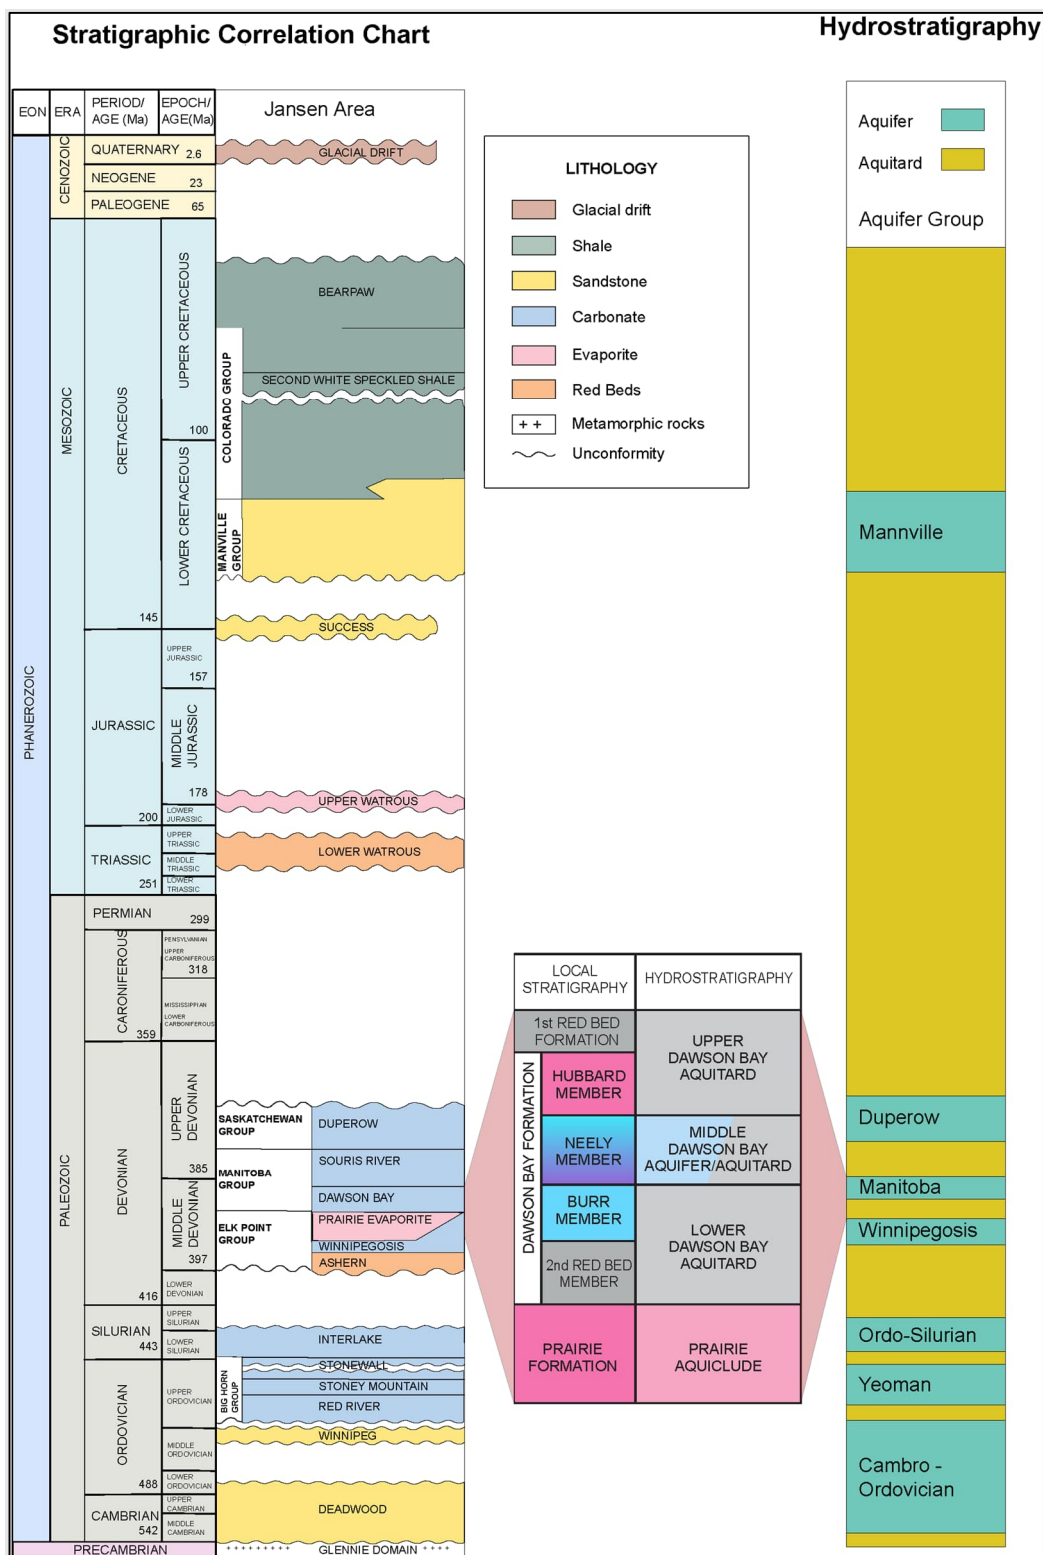 Stratigraphic Correlation Chart
Hydrostratigraphy
EON
ERA
PERIOD/
AGE (Ma)
EPOCH/
AGE(Ma)
Jansen Area
PHANEROZOIC
CENOZOIC
MESOZOIC
PALEOZOIC
QUATERNARY 2.6
NEOGENE 23
PALEOGENE 65
CRETACEOUS
145
JURASSIC
200
TRIASSIC
251
PERMIAN 299
CARONIFEROUS
359
DEVONIAN
416
SILURIAN
443
ORDOVICIAN
488
CAMBRIAN
542
PRECAMBRIAN
UPPER CRETACEOUS
100
LOWER CRETACEOUS
UPPER
JURASSIC
157
MIDDLE
JURASSIC
178
LOWER
JURASSIC
UPPER
TRIASSIC
MIDDLE
TRIASSIC
LOWER
TRIASSIC
PENSYLVANIAN
UPPER
CARBONIFEROUS
318
MISSISSIPPIAN
LOWER
CARBONIFEROUS
UPPER
DEVONIAN
385
MIDDLE
DEVONIAN
397
LOWER
DEVONIAN
UPPER
SILURIAN
LOWER
SILURIAN
UPPER
ORDOVICIAN
MIDDLE
ORDOVICIAN
LOWER
ORDOVICIAN
UPPER
CAMBRIAN
MIDDLE
CAMBRIAN
GLACIAL DRIFT
BEARPAW
COLORADO GROUP
SECOND WHITE SPECKLED SHALE
MANVILLE
GROUP
SUCCESS
UPPER WATROUS
LOWER WATROUS
SASKATCHEWAN
GROUP
DUPEROW
MANITOBA
GROUP
SOURIS RIVER
DAWSON BAY
ELK POINT
GROUP
PRAIRIE EVAPORITE
WINNIPEGOSIS
ASHERN
INTERLAKE
BIG HORN
GROUP
STONEWALL
STONEY MOUNTAIN
RED RIVER
WINNIPEG
DEADWOOD
+++++++++ GLENNIE DOMAIN ++++
LITHOLOGY
Glacial drift
Shale
Sandstone
Carbonate
Evaporite
Red Beds
++ Metamorphic rocks
Unconformity
LOCAL
STRATIGRAPHY
HYDROSTRATIGRAPHY
1st RED BED
FORMATION
DAWSON BAY FORMATION
HUBBARD
MEMBER
NEELY
MEMBER
BURR
MEMBER
2nd RED BED
MEMBER
PRAIRIE
FORMATION
UPPER
DAWSON BAY
AQUITARD
MIDDLE
DAWSON BAY
AQUIFER/AQUITARD
LOWER
DAWSON BAY
AQUITARD
PRAIRIE
AQUICLUDE
Aquifer
Aquitard
Aquifer Group
Mannville
Duperow
Manitoba
Winnipegosis
Ordo-Silurian
Yeoman
Cambro -
Ordovician